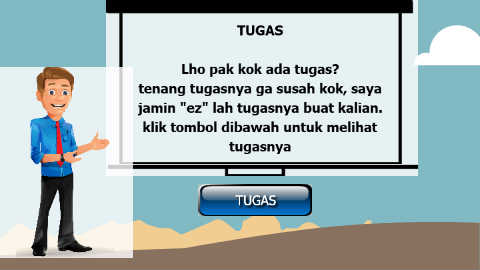 TUGAS
Lho pak kok ada tugas?
tenang tugasnya ga susah kok, saya
jamin "ez" lah tugasnya buat kalian.
klik tombol dibawah untuk melihat
tugasnya
TUGAS